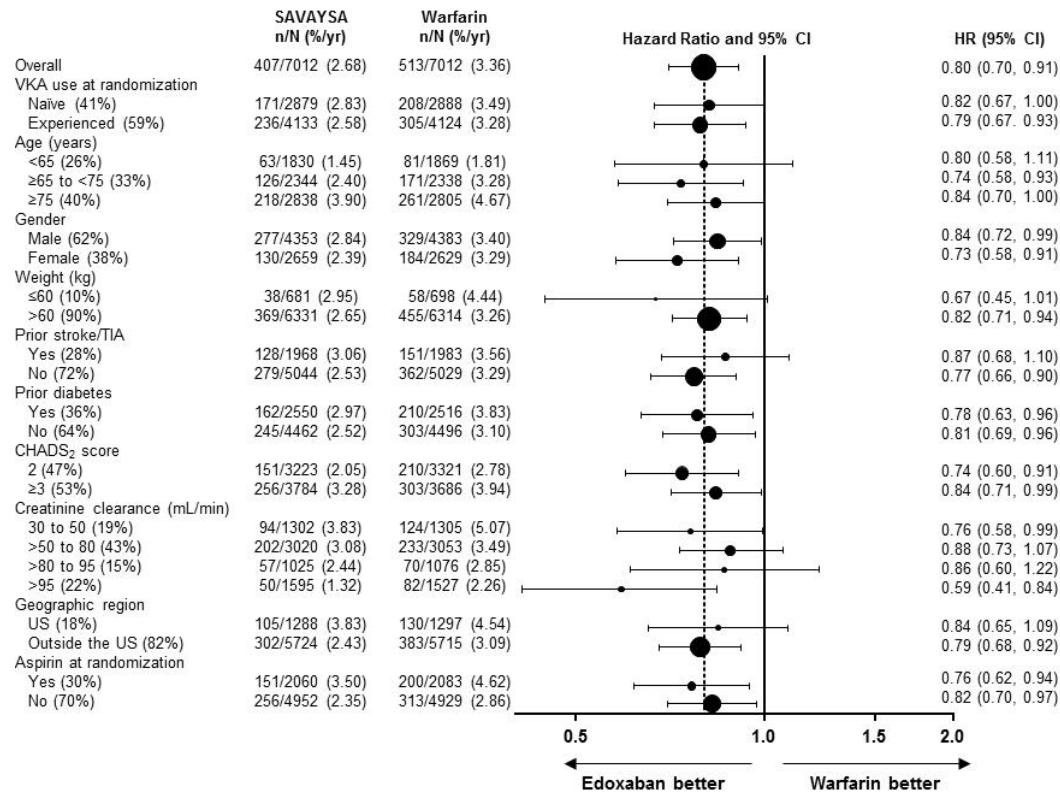 SAVAYSA Warfarin
n/N (%/yr) n/N (%/yr) Hazard Ratio and 95% CI HR (95% CI)
Overall 407/7012 (2.68) 513/7012 (3.36) 0.80 (0.70, 0.91)
VKA use at randomization
Naïve (41%) 171/2879 (2.83) 208/2888 (3.49) 0.82 (0.67, 1.00)
Experienced (59%) 236/4133 (2.58) 305/4124 (3.28) 0.79 (0.67. 0.93)
Age (years)
<65 (26%) 63/1830 (1.45) 81/1869 (1.81) 0.80 (0.58, 1.11)
≥65 to <75 (33%) 126/2344 (2.40) 171/2338 (3.28) 0.74 (0.58, 0.93)
≥75 (40%) 218/2838 (3.90) 261/2805 (4.67) 0.84 (0.70, 1.00)
Gender
Male (62%) 277/4353 (2.84) 329/4383 (3.40) 0.84 (0.72, 0.99)
Female (38%) 130/2659 (2.39) 184/2629 (3.29) 0.73 (0.58, 0.91)
Weight (kg)
≤60 (10%) 38/681 (2.95) 58/698 (4.44) 0.67 (0.45, 1.01)
>60 (90%) 369/6331 (2.65) 455/6314 (3.26) 0.82 (0.71, 0.94)
Prior stroke/TIA
Yes (28%) 128/1968 (3.06) 151/1983 (3.56) 0.87 (0.68, 1.10)
No (72%) 279/5044 (2.53) 362/5029 (3.29) 0.77 (0.66, 0.90)
Prior diabetes
Yes (36%) 162/2550 (2.97) 210/2516 (3.83) 0.78 (0.63, 0.96)
No (64%) 245/4462 (2.52) 303/4496 (3.10) 0.81 (0.69, 0.96)
CHADS₂ score
2 (47%) 151/3223 (2.05) 210/3321 (2.78) 0.74 (0.60, 0.91)
≥3 (53%) 256/3784 (3.28) 303/3686 (3.94) 0.84 (0.71, 0.99)
Creatinine clearance (mL/min)
30 to 50 (19%) 94/1302 (3.83) 124/1305 (5.07) 0.76 (0.58, 0.99)
>50 to 80 (43%) 202/3020 (3.08) 233/3053 (3.49) 0.88 (0.73, 1.07)
>80 to 95 (15%) 57/1025 (2.44) 70/1076 (2.85) 0.86 (0.60, 1.22)
>95 (22%) 50/1595 (1.32) 82/1527 (2.26) 0.59 (0.41, 0.84)
Geographic region
US (18%) 105/1288 (3.83) 130/1297 (4.54) 0.84 (0.65, 1.09)
Outside the US (82%) 302/5724 (2.43) 383/5715 (3.09) 0.79 (0.68, 0.92)
Aspirin at randomization
Yes (30%) 151/2060 (3.50) 200/2083 (4.62) 0.76 (0.62, 0.94)
No (70%) 256/4952 (2.35) 313/4929 (2.86) 0.82 (0.70, 0.97)
0.5 1.0 1.5 2.0
Edoxaban better Warfarin better